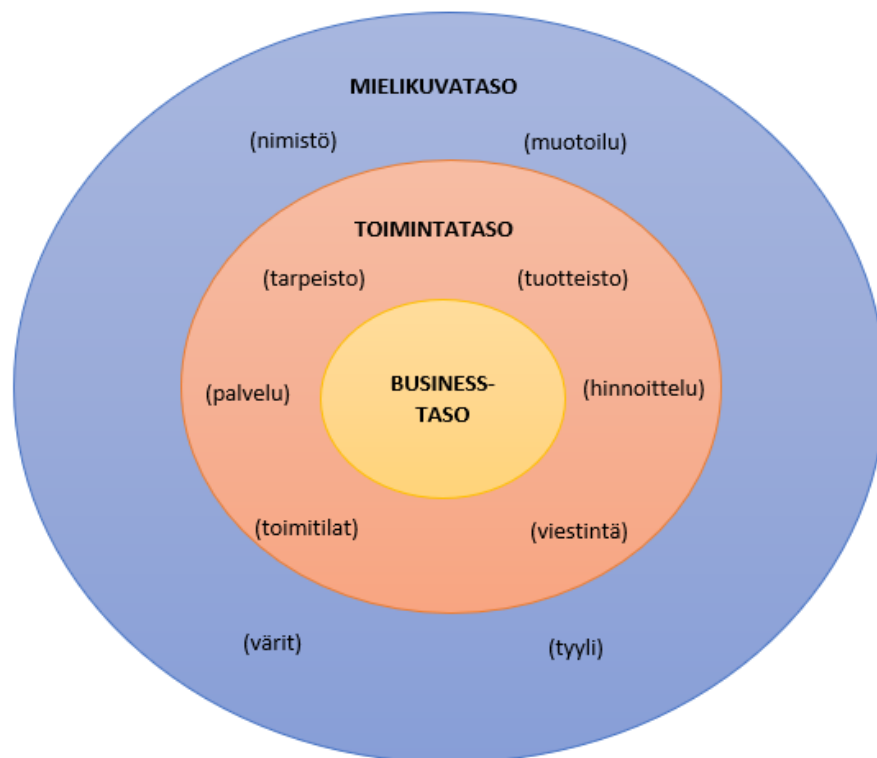 MIELIKUVATASO
(nimistö) (muotoilu)
TOIMINTATASO
(tarpeisto) (tuotteisto)
BUSINESS-
TASO
(palvelu) (hinnoittelu)
(toimitilat) (viestintä)
(värit) (tyyli)